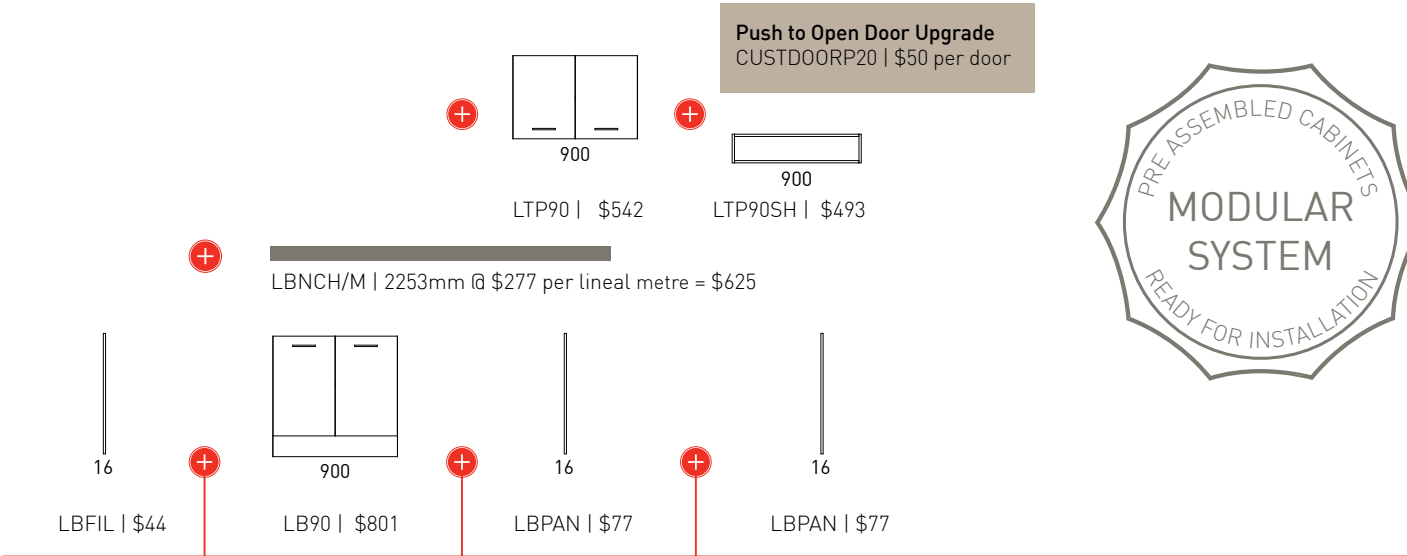 Push to Open Door Upgrade
CUSTDOORP20 | $50 per door
900
900
LTP90 | $542
LTP90SH | $493
LBNCH/M | 2253mm @ $277 per lineal metre = $625
16
900
16
16
LBFIL | $44
LB90 | $801
LBPAN | $77
LBPAN | $77
PRE ASSEMBLED CABINETS
MODULAR
SYSTEM
READY FOR INSTALLATION